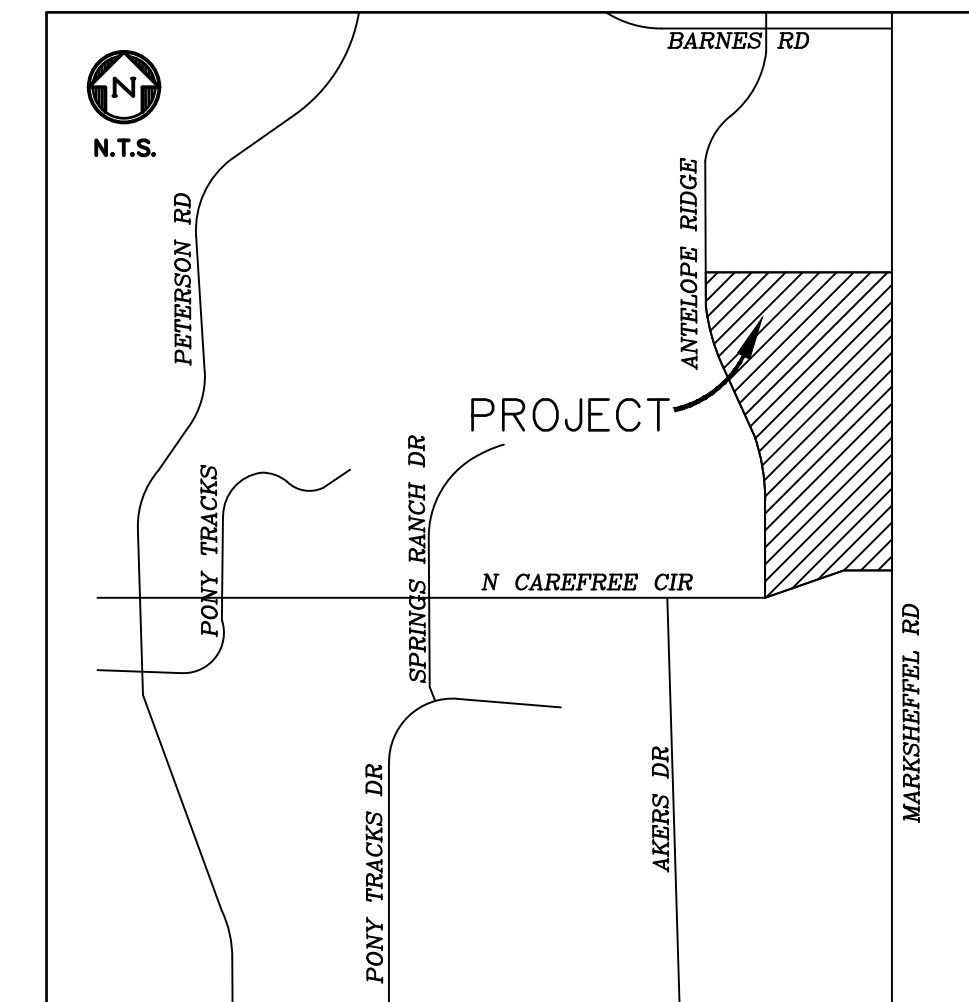 BARNES RD
N
N.T.S.
ANTELOPE RIDGE
PETERSON RD
PROJECT
SPRINGS RANCH DR
PONY TRACKS
N CAREFREE CIR
MARKSHEFFEL RD
AKERS DR
PONY TRACKS DR